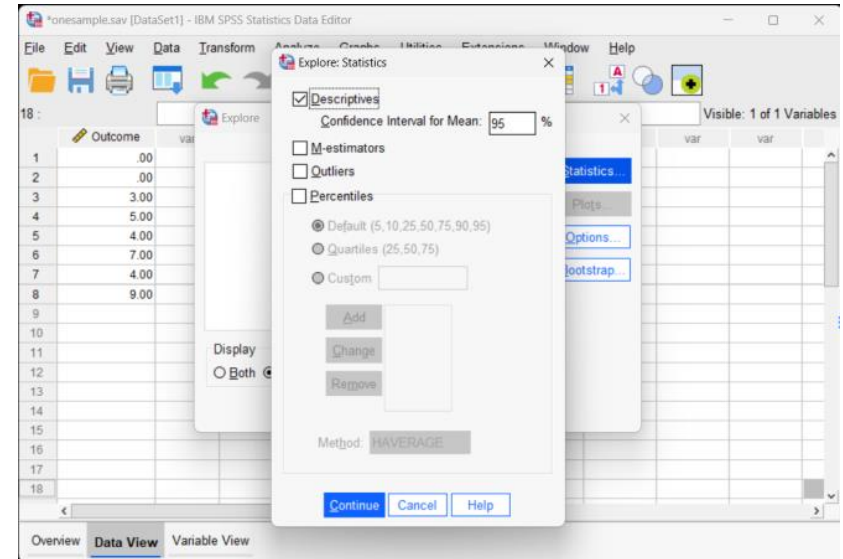 *onesample.sav [DataSet1] - IBM SPSS Statistics Data Editor
File Edit View Data Transform Analyze Graphs Utilities Extensions Window Help
Explore: Statistics
Descriptives
Confidence Interval for Mean: 95 %
M-estimators
Outliers
Percentiles
Default (5,10,25,50,75,90,95)
Quartiles (25,50,75)
Custom
Add
Change
Remove
Method: HAVERAGE
Continue Cancel Help
18 :
Visible: 1 of 1 Variables
Explore
Statistics...
Plots...
Options...
Bootstrap...
Display
Both
Outcome var var var
1 .00
2 .00
3 3.00
4 5.00
5 4.00
6 7.00
7 4.00
8 9.00
9
10
11
12
13
14
15
16
17
18
Overview Data View Variable View